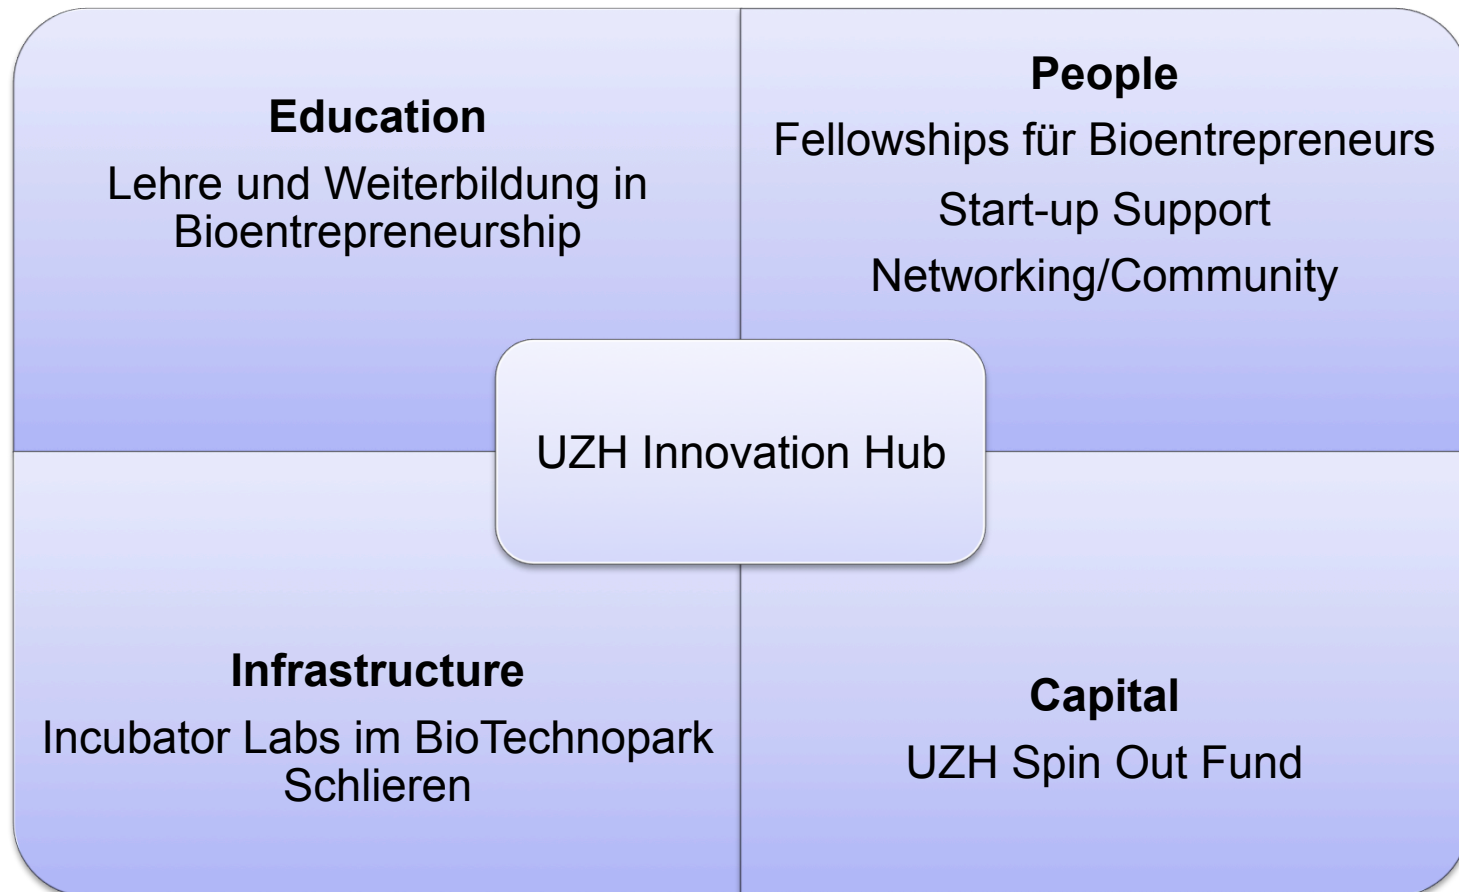 Education
Lehre und Weiterbildung in
Bioentrepreneurship
People
Fellowships für Bioentrepreneurs
Start-up Support
Networking/Community
UZH Innovation Hub
Infrastructure
Incubator Labs im BioTechnopark
Schlieren
Capital
UZH Spin Out Fund